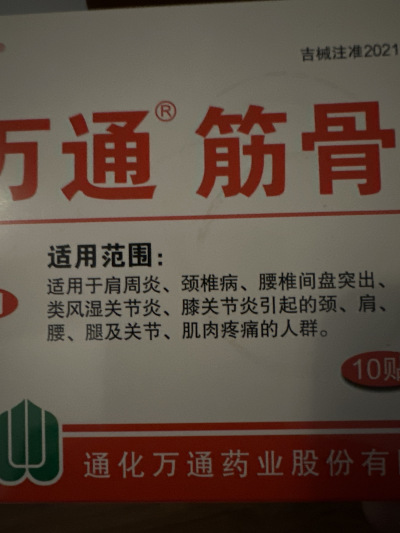 吉械注准2021
万通® 筋骨
适用范围：
适用于肩周炎、颈椎病、腰椎间盘突出、
类风湿关节炎、膝关节炎引起的颈、肩、
腰、腿及关节、肌肉疼痛的人群。
10贴
通化万通药业股份有